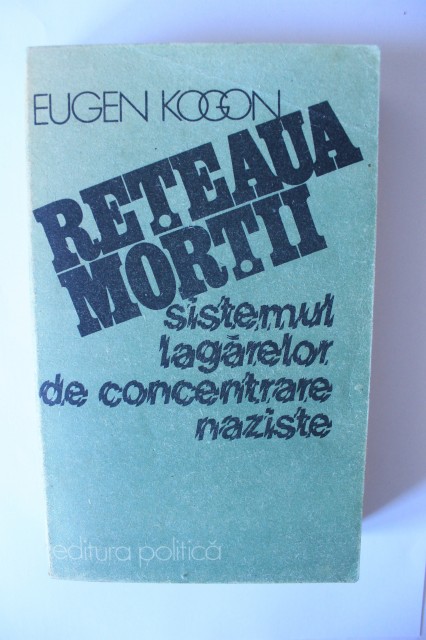 EUGEN KOGON
REȚEAUA
MORȚII
sistemul
lagărelor
de concentrare
naziste
editura politică